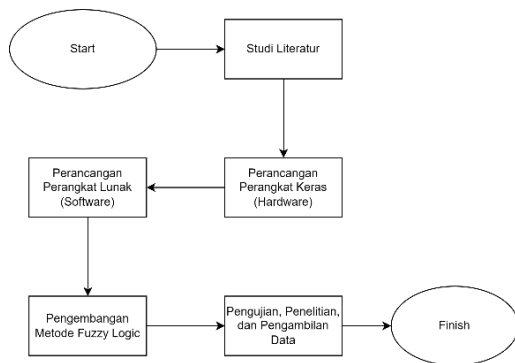 Start
Studi Literatur
Perancangan
Perangkat Keras
(Hardware)
Perancangan
Perangkat Lunak
(Software)
Pengembangan
Metode Fuzzy Logic
Pengujian, Penelitian,
dan Pengambilan
Data
Finish